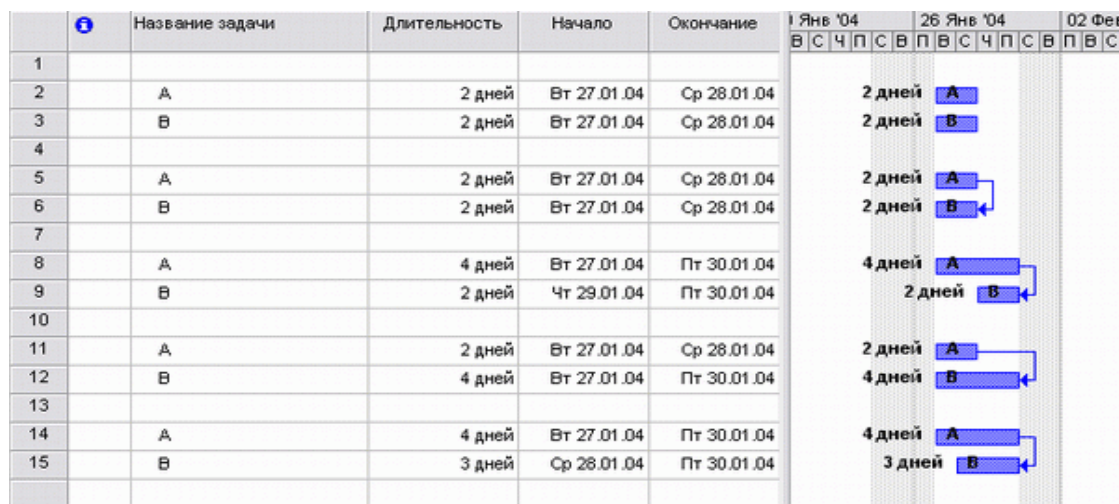 Название задачи Длительность Начало Окончание Янв '04 26 Янв '04 02 Фев
В С Ч П С В П В С Ч П С В П В С
1
2 A 2 дней Вт 27.01.04 Ср 28.01.04 2 дней A
3 B 2 дней Вт 27.01.04 Ср 28.01.04 2 дней B
4
5 A 2 дней Вт 27.01.04 Ср 28.01.04 2 дней A
6 B 2 дней Вт 27.01.04 Ср 28.01.04 2 дней B
7
8 A 4 дней Вт 27.01.04 Пт 30.01.04 4 дней A
9 B 2 дней Чт 29.01.04 Пт 30.01.04 2 дней B
10
11 A 2 дней Вт 27.01.04 Ср 28.01.04 2 дней A
12 B 4 дней Вт 27.01.04 Пт 30.01.04 4 дней B
13
14 A 4 дней Вт 27.01.04 Пт 30.01.04 4 дней A
15 B 3 дней Ср 28.01.04 Пт 30.01.04 3 дней B